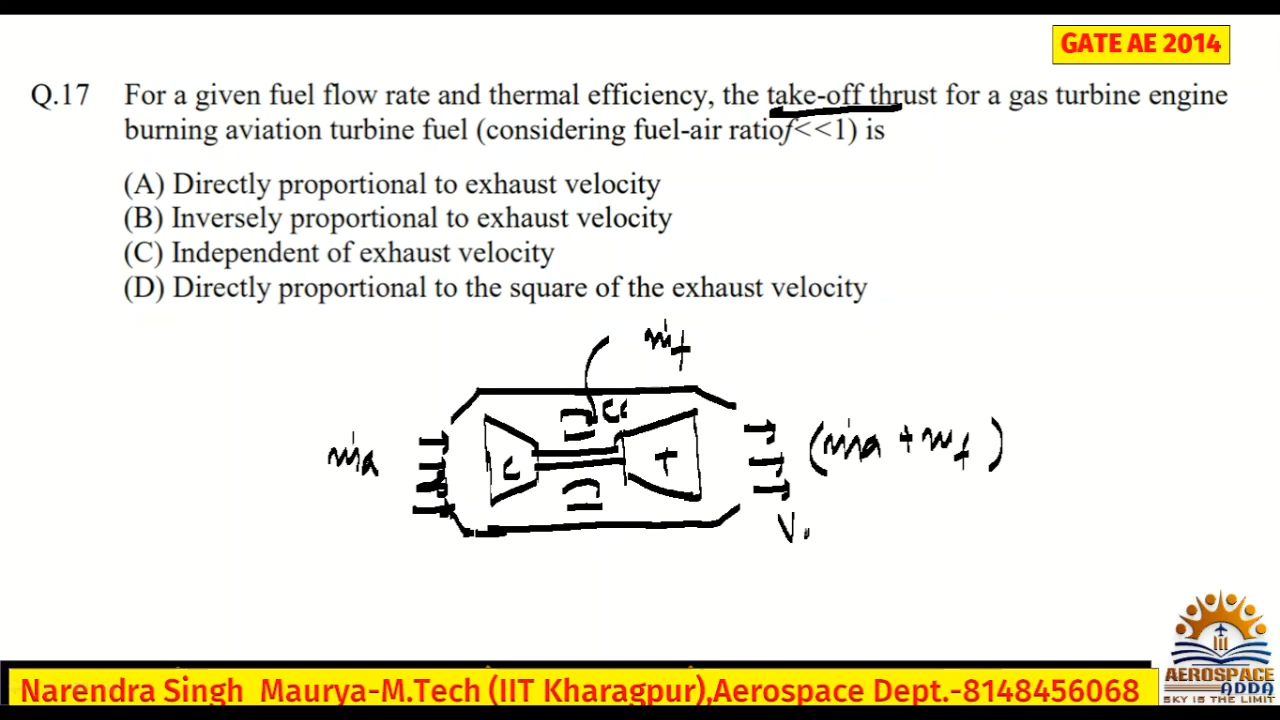 GATE AE 2014
Q.17 For a given fuel flow rate and thermal efficiency, the take-off thrust for a gas turbine engine
burning aviation turbine fuel (considering fuel-air ratiof<<1) is
(A) Directly proportional to exhaust velocity
(B) Inversely proportional to exhaust velocity
(C) Independent of exhaust velocity
(D) Directly proportional to the square of the exhaust velocity
ṁf
CC
ṁa
C
T
(ṁa + ṁf)
V
Narendra Singh Maurya-M.Tech (IIT Kharagpur),Aerospace Dept.-8148456068
AEROSPACE
ADDA
SKY IS THE LIMIT